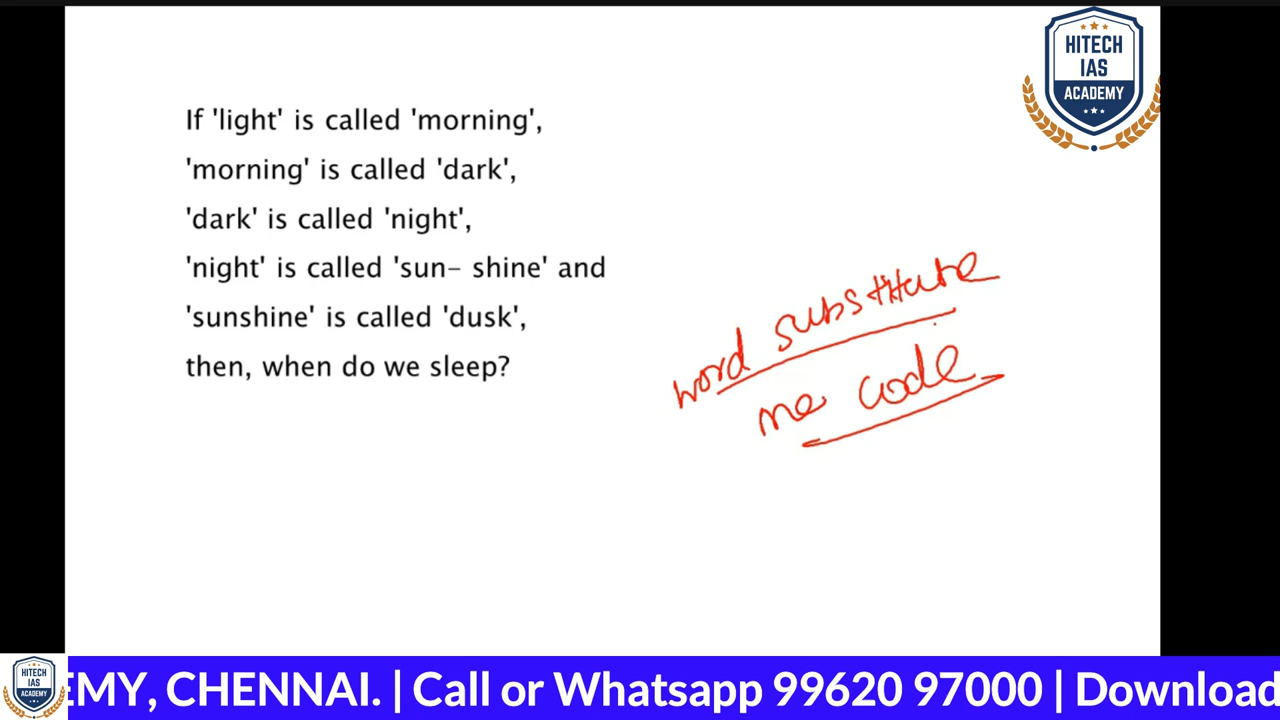 HITECH
IAS
ACADEMY
If 'light' is called 'morning',
'morning' is called 'dark',
'dark' is called 'night',
'night' is called 'sun– shine' and
'sunshine' is called 'dusk',
then, when do we sleep?
word substitute
me code
HITECH
IAS
ACADEMY
EMY, CHENNAI. | Call or Whatsapp 99620 97000 | Download